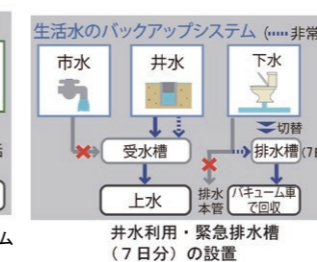 生活水のバックアップシステム（┅┅非常
市水
井水
下水
切替
受水槽
排水槽
(7日
上水
排水
本管
バキューム車
で回収
ム
井水利用・緊急排水槽
（７日分）の設置